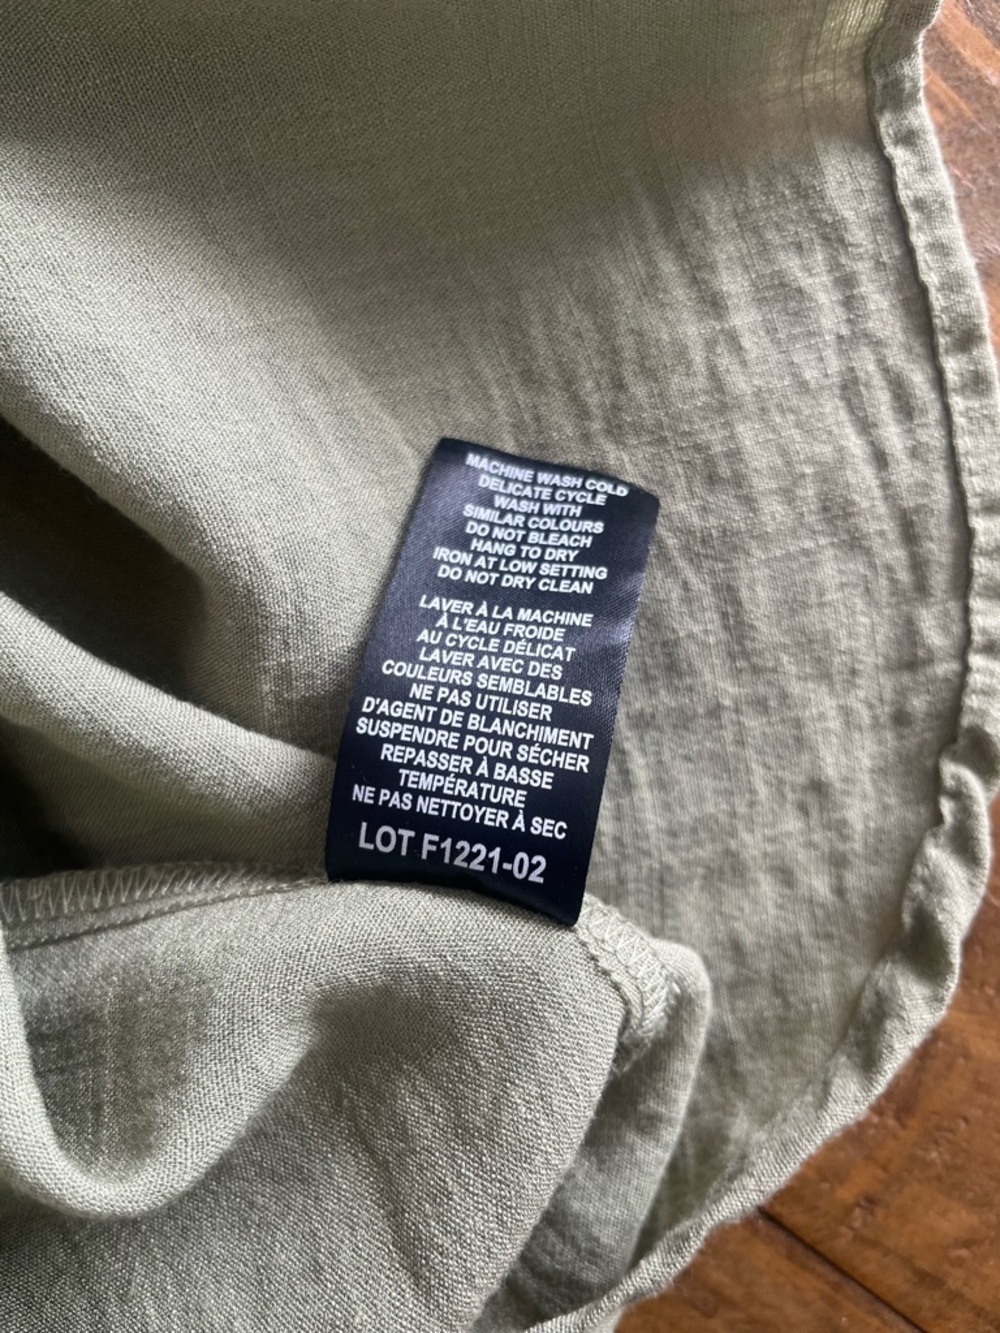 MACHINE WASH COLD
DELICATE CYCLE
WASH WITH
SIMILAR COLOURS
DO NOT BLEACH
HANG TO DRY
IRON AT LOW SETTING
DO NOT DRY CLEAN
LAVER À LA MACHINE
À L'EAU FROIDE
AU CYCLE DÉLICAT
LAVER AVEC DES
COULEURS SEMBLABLES
NE PAS UTILISER
D'AGENT DE BLANCHIMENT
SUSPENDRE POUR SÉCHER
REPASSER À BASSE
TEMPÉRATURE
NE PAS NETTOYER À SEC
LOT F1221-02